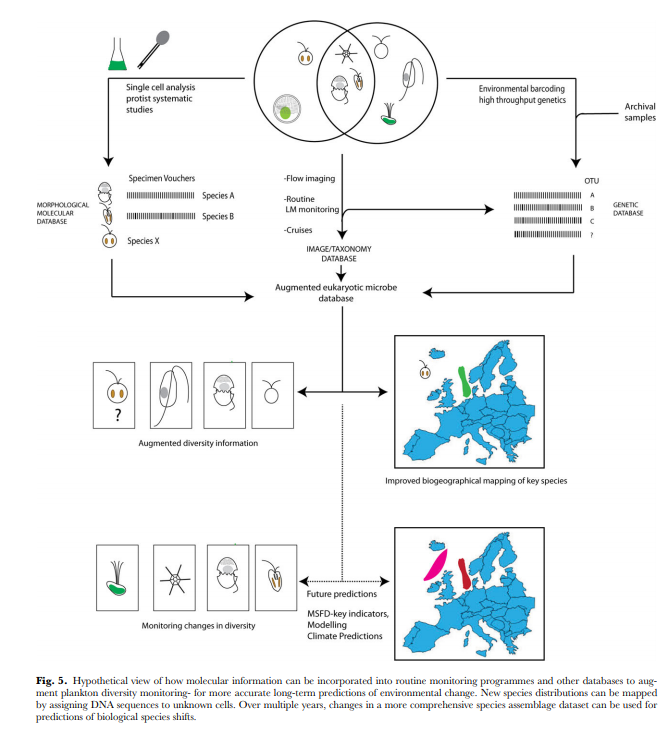 Single cell analysis
protist systematic
studies
Environmental barcoding
high throughput genetics
Archival
samples
Specimen Vouchers
Species A
Species B
Species X
MORPHOLOGICAL
MOLECULAR
DATABASE
-Flow imaging
-Routine
LM monitoring
-Cruises
IMAGE/TAXONOMY
DATABASE
OTU
A
B
C
?
GENETIC
DATABASE
Augmented eukaryotic microbe
database
?
Augmented diversity information
Improved biogeographical mapping of key species
Monitoring changes in diversity
Future predictions
MSFD-key indicators,
Modelling
Climate Predictions
Fig. 5. Hypothetical view of how molecular information can be incorporated into routine monitoring programmes and other databases to aug-
ment plankton diversity monitoring- for more accurate long-term predictions of environmental change. New species distributions can be mapped
by assigning DNA sequences to unknown cells. Over multiple years, changes in a more comprehensive species assemblage dataset can be used for
predictions of biological species shifts.